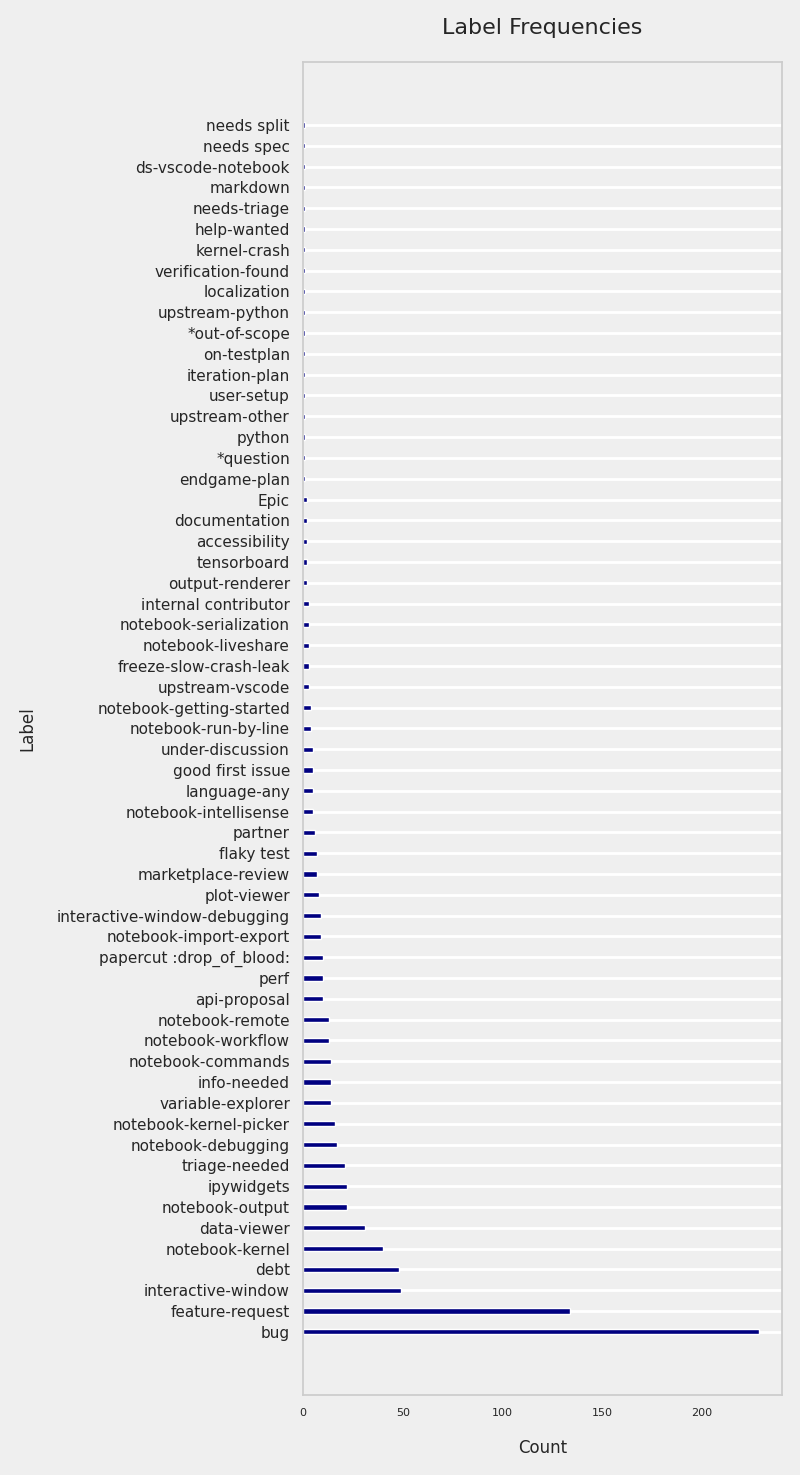 Label Frequencies
needs split
needs spec
ds-vscode-notebook
markdown
needs-triage
help-wanted
kernel-crash
verification-found
localization
upstream-python
*out-of-scope
on-testplan
iteration-plan
user-setup
upstream-other
python
*question
endgame-plan
Epic
documentation
accessibility
tensorboard
output-renderer
internal contributor
notebook-serialization
notebook-liveshare
freeze-slow-crash-leak
upstream-vscode
notebook-getting-started
notebook-run-by-line
under-discussion
good first issue
language-any
notebook-intellisense
partner
flaky test
marketplace-review
plot-viewer
interactive-window-debugging
notebook-import-export
papercut :drop_of_blood:
perf
api-proposal
notebook-remote
notebook-workflow
notebook-commands
info-needed
variable-explorer
notebook-kernel-picker
notebook-debugging
triage-needed
ipywidgets
notebook-output
data-viewer
notebook-kernel
debt
interactive-window
feature-request
bug
Label
0 50 100 150 200
Count